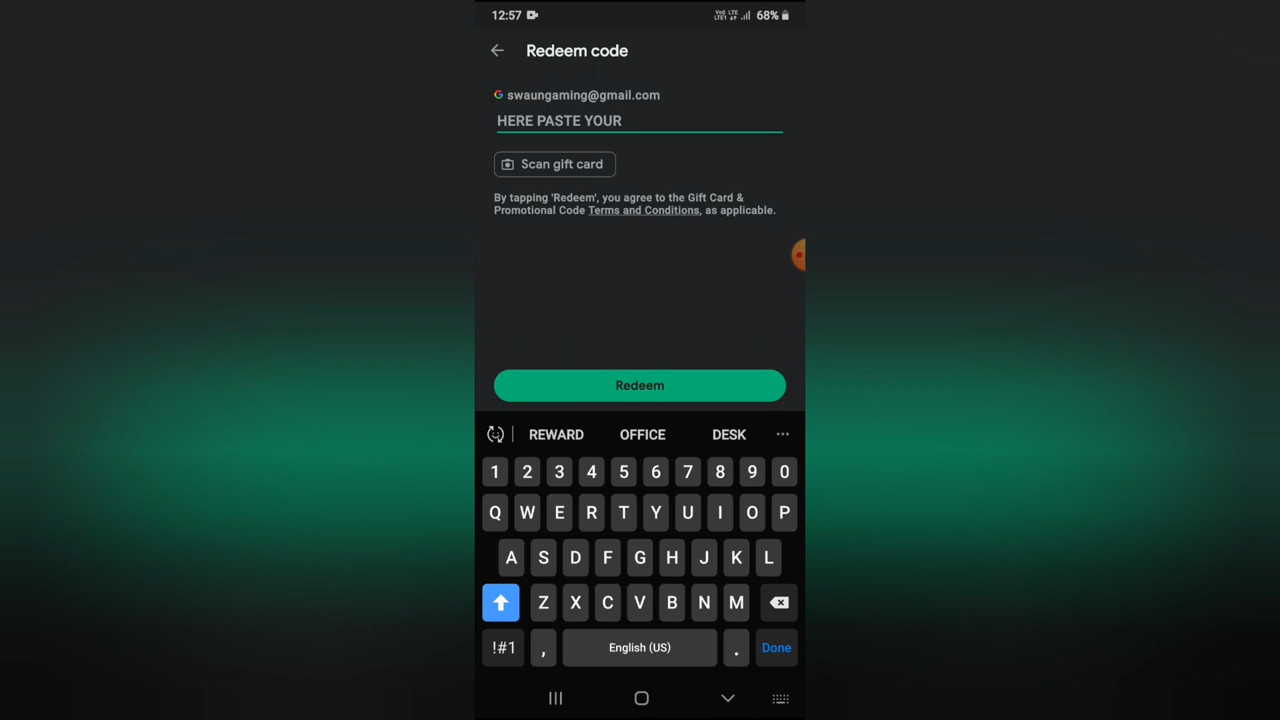 12:57 68%
Redeem code
swaungaming@gmail.com
HERE PASTE YOUR
Scan gift card
By tapping 'Redeem', you agree to the Gift Card &
Promotional Code Terms and Conditions, as applicable.
Redeem
REWARD OFFICE DESK ...
1 2 3 4 5 6 7 8 9 0
Q W E R T Y U I O P
A S D F G H J K L
Z X C V B N M
!#1 , English (US) . Done